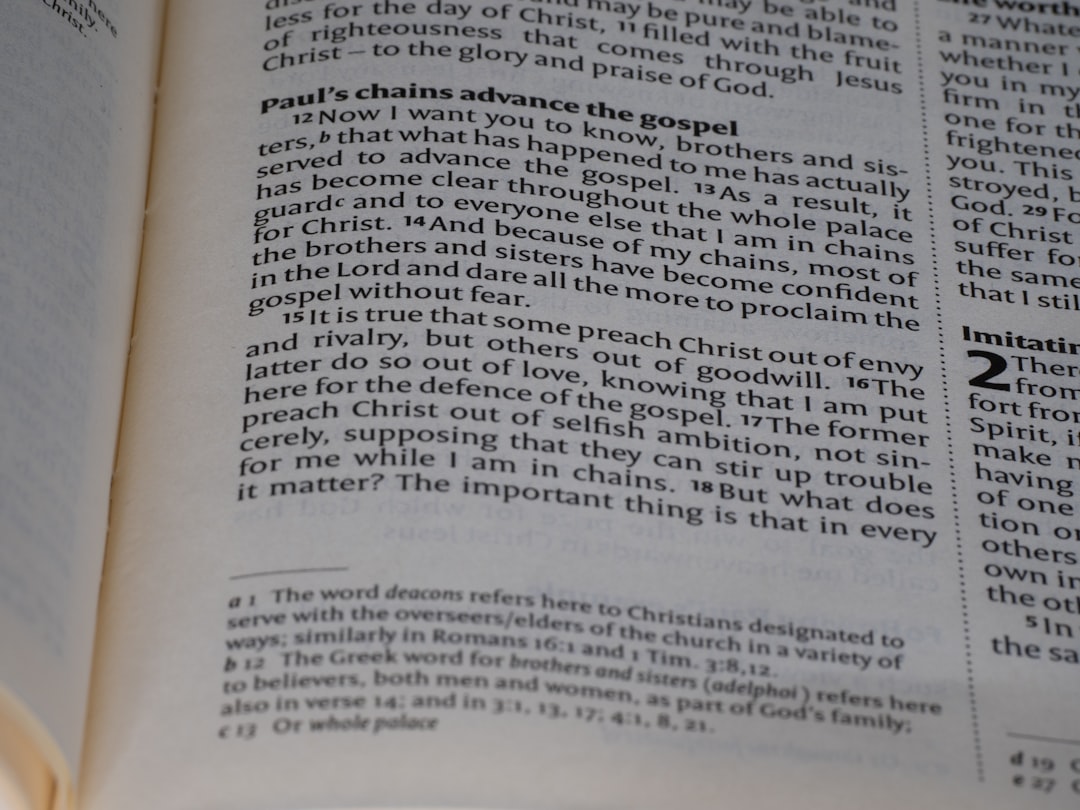 here
family.
Christ.
may be able to
may be pure and blame-
less for the day of Christ, 11 filled with the fruit
of righteousness that comes through Jesus
Christ – to the glory and praise of God.
Paul's chains advance the gospel
12 Now I want you to know, brothers and sis-
ters,b that what has happened to me has actually
served to advance the gospel. 13 As a result, it
has become clear throughout the whole palace
guardc and to everyone else that I am in chains
for Christ. 14 And because of my chains, most of
the brothers and sisters have become confident
in the Lord and dare all the more to proclaim the
gospel without fear.
15 It is true that some preach Christ out of envy
and rivalry, but others out of goodwill. 16 The
latter do so out of love, knowing that I am put
here for the defence of the gospel. 17 The former
preach Christ out of selfish ambition, not sin-
cerely, supposing that they can stir up trouble
for me while I am in chains. 18 But what does
it matter? The important thing is that in every
a 1 The word deacons refers here to Christians designated to
serve with the overseers/elders of the church in a variety of
ways; similarly in Romans 16:1 and 1 Tim. 3:8,12.
b 12 The Greek word for brothers and sisters (adelphoi) refers here
to believers, both men and women, as part of God's family;
also in verse 14; and in 3:1, 13, 17; 4:1, 8, 21.
c 13 Or whole palace
27 Whate
a manner
whether I
you in my
firm in th
one for th
frightened
you. This
stroyed, b
God. 29 Fo
of Christ
suffer fo
the same
that I stil
Imitatin
2 There
from
fort from
Spirit, i
make m
having
of one
tion o
others
own in
the oth
5 In
the sa
d 19
e 27